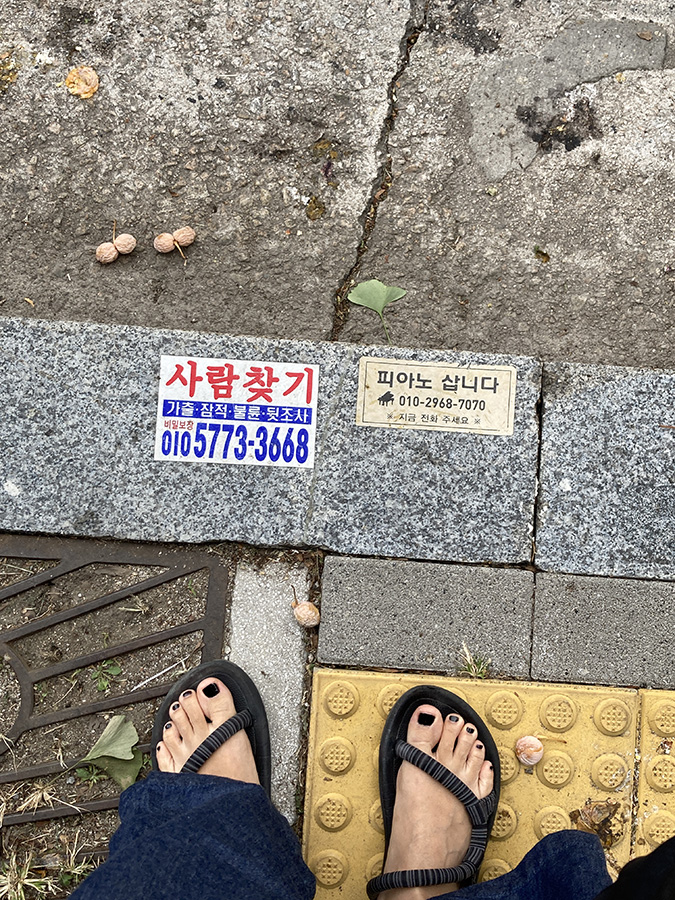 사람찾기
가출·잠적·불륜·뒷조사
비밀보장
010 5773-3668
피아노 삽니다
010-2968-7070
※ 지금 전화 주세요 ※